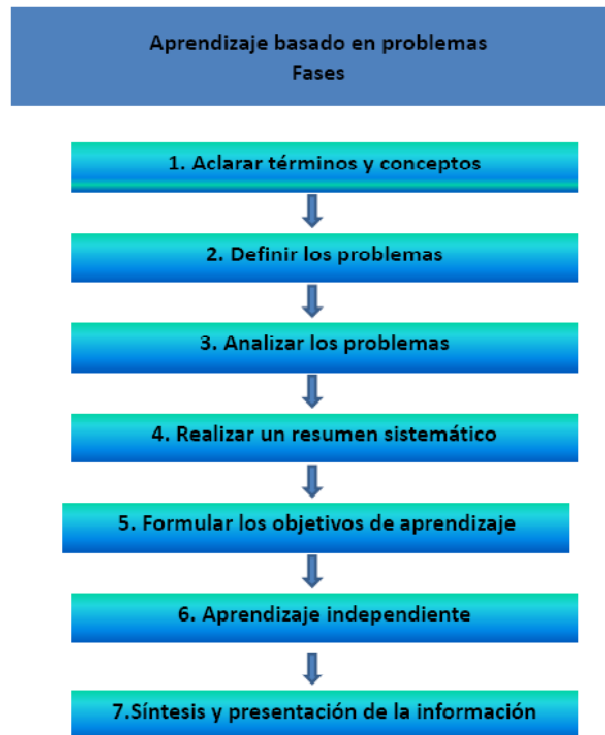 Aprendizaje basado en problemas
Fases
1. Aclarar términos y conceptos
2. Definir los problemas
3. Analizar los problemas
4. Realizar un resumen sistemático
5. Formular los objetivos de aprendizaje
6. Aprendizaje independiente
7.Síntesis y presentación de la información